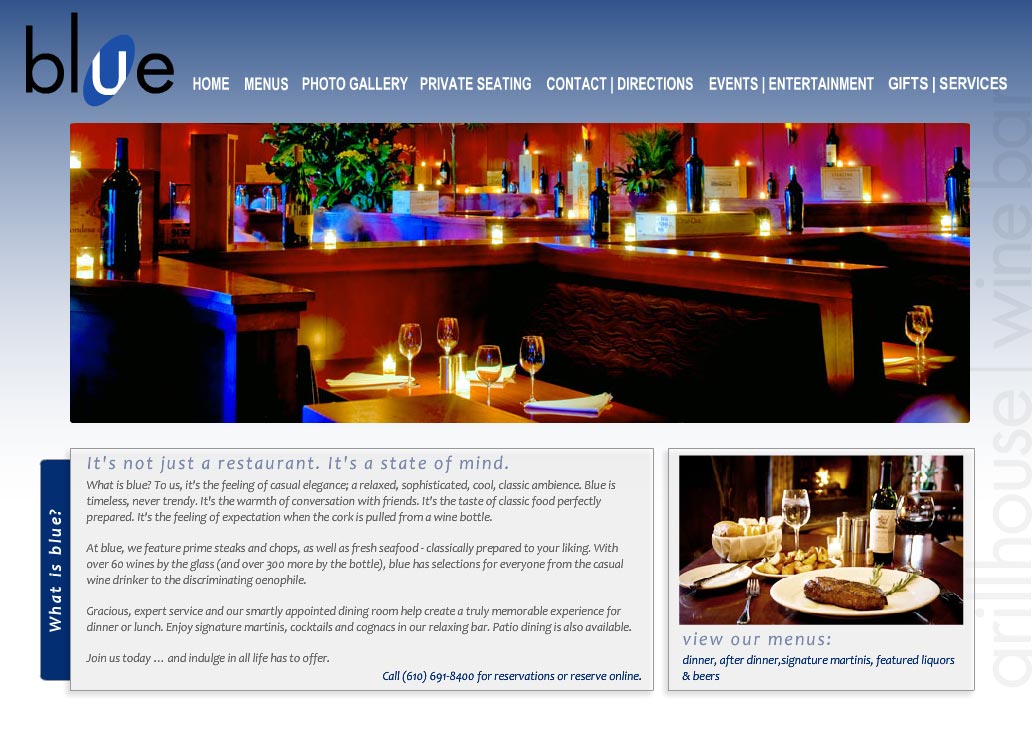 blue
HOME MENUS PHOTO GALLERY PRIVATE SEATING CONTACT | DIRECTIONS EVENTS | ENTERTAINMENT GIFTS | SERVICES
grillhouse | wine bar
What is blue?
It's not just a restaurant. It's a state of mind.
What is blue? To us, it's the feeling of casual elegance; a relaxed, sophisticated, cool, classic ambience. Blue is
timeless, never trendy. It's the warmth of conversation with friends. It's the taste of classic food perfectly
prepared. It's the feeling of expectation when the cork is pulled from a wine bottle.
At blue, we feature prime steaks and chops, as well as fresh seafood - classically prepared to your liking. With
over 60 wines by the glass (and over 300 more by the bottle), blue has selections for everyone from the casual
wine drinker to the discriminating oenophile.
Gracious, expert service and our smartly appointed dining room help create a truly memorable experience for
dinner or lunch. Enjoy signature martinis, cocktails and cognacs in our relaxing bar. Patio dining is also available.
Join us today ... and indulge in all life has to offer.
Call (610) 691-8400 for reservations or reserve online.
view our menus:
dinner, after dinner,signature martinis, featured liquors
& beers